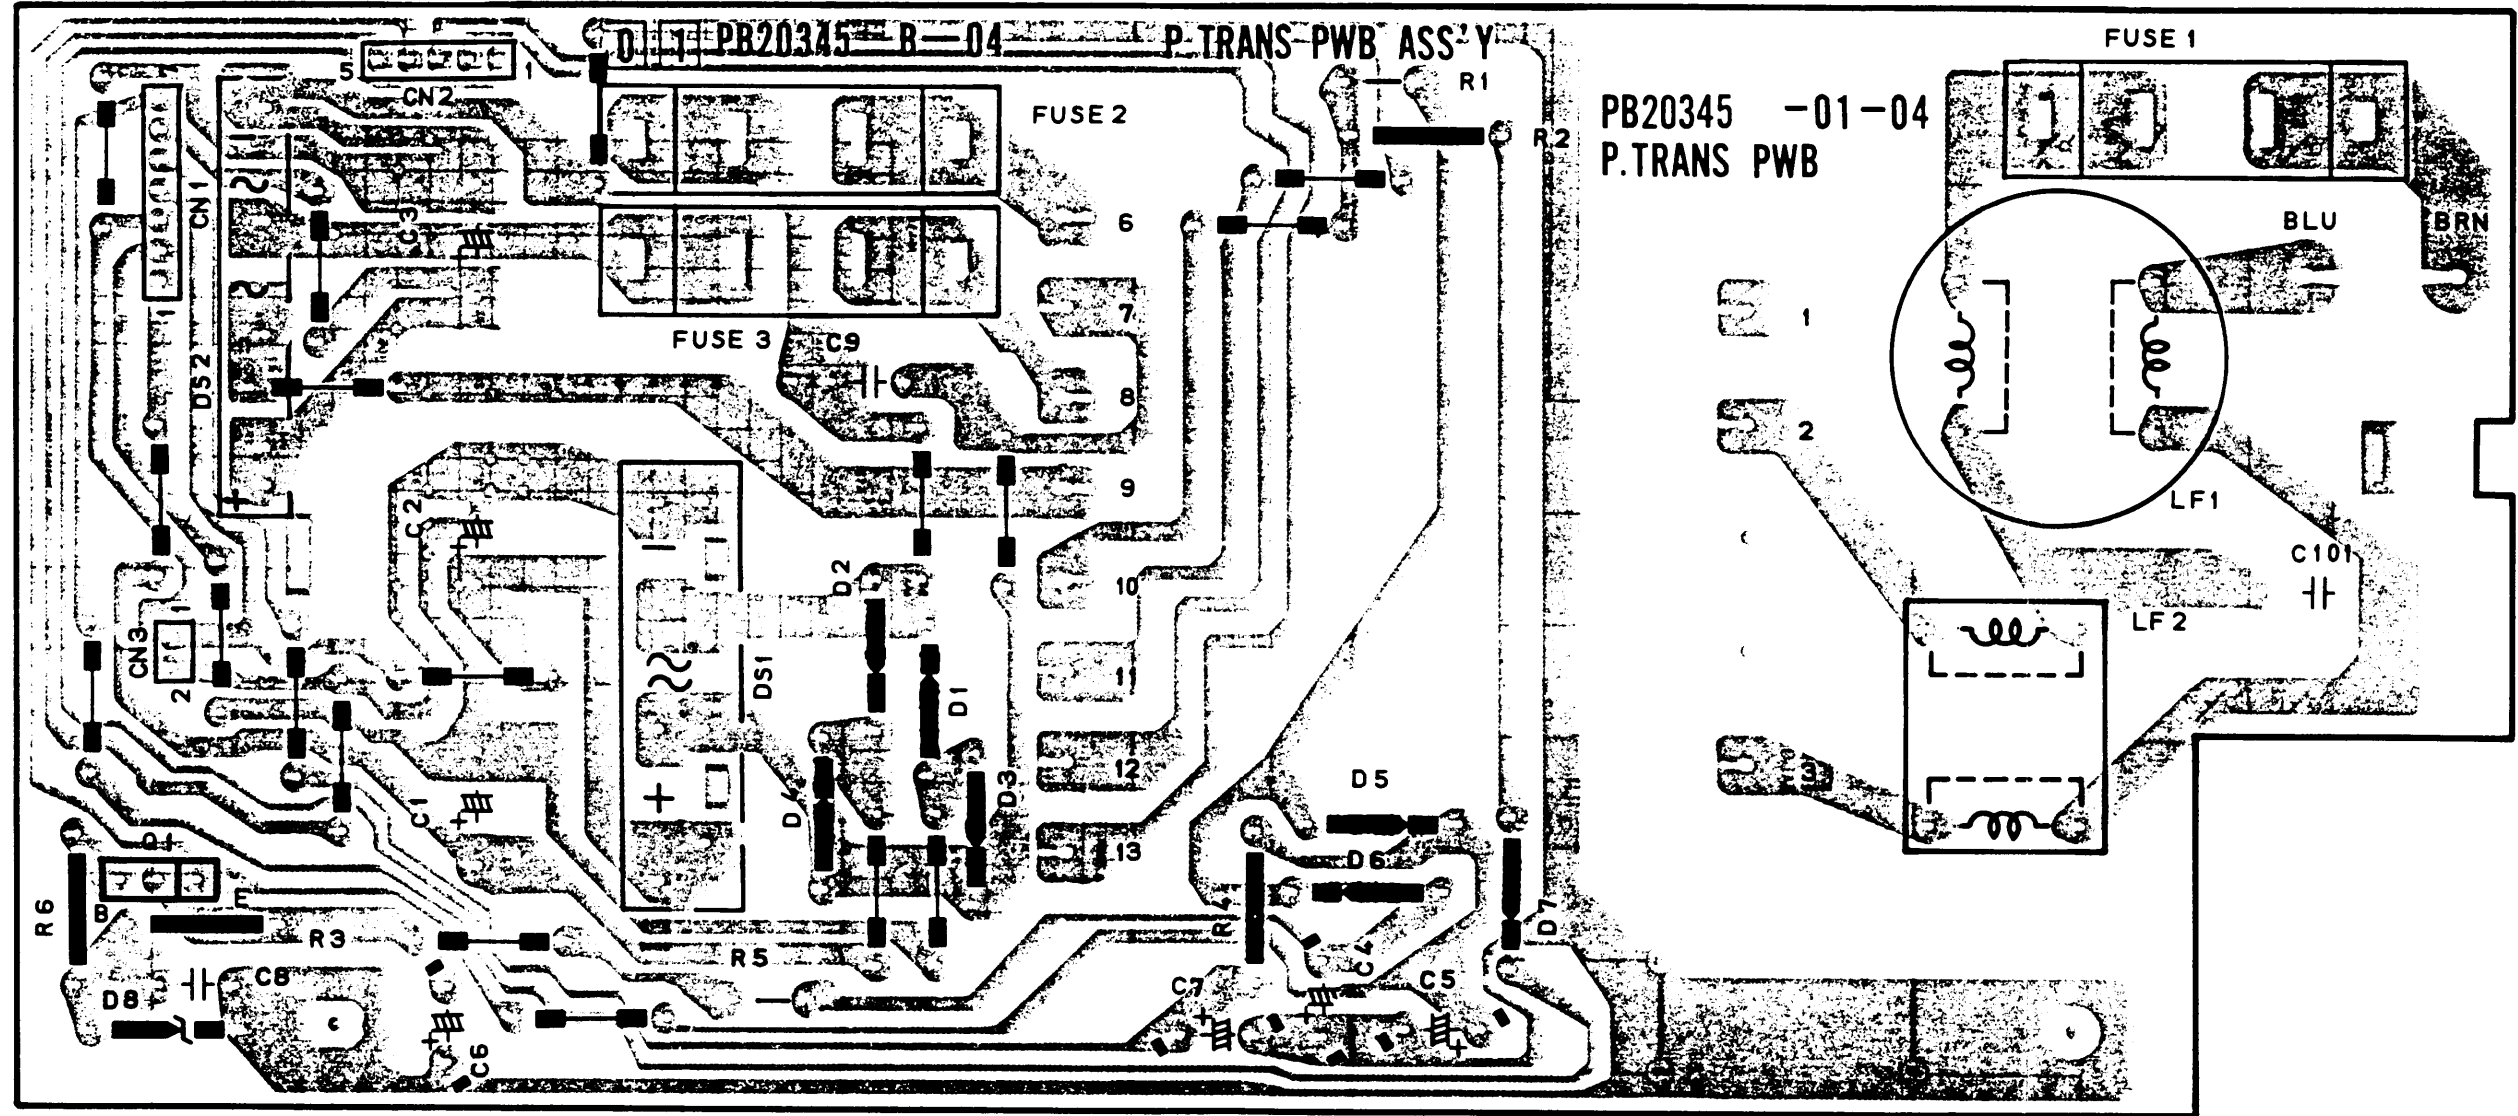 D 1 PB20345-B-04 P.TRANS PWB ASS'Y
FUSE 1
5 1
CN2
R1
FUSE 2
PB20345 -01-04
P.TRANS PWB
R2
CN1
C3
6
BLU
BRN
1
7
1
FUSE 3
C9
DS2
8
2
+
9
LF1
C2
+
C101
D2
10
1
LF2
CN3
2
11
DS1
D1
12
3
D3
D4
D5
C1
+
+
13
D6
Q1
R6
B
E
R3
R4
D7
R5
C4
C8
C7
C5
D8
+
+
+
+
C6